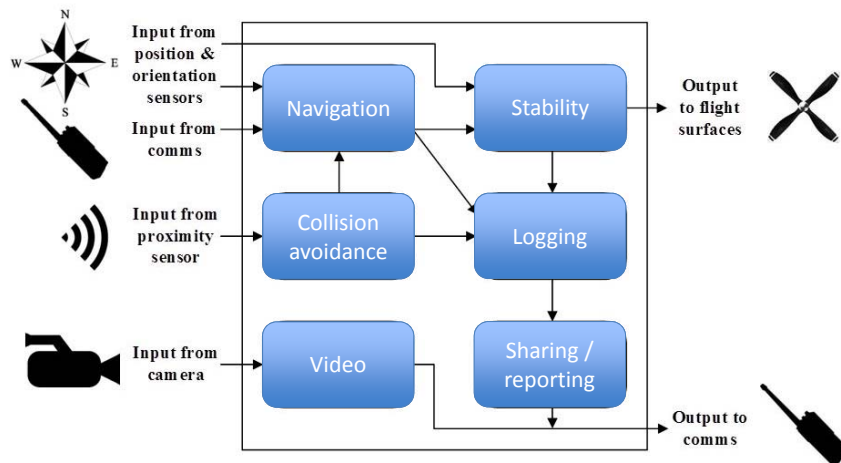 N
W
E
S
Input from
position &
orientation
sensors
Input from
comms
Input from
proximity
sensor
Input from
camera
Navigation
Stability
Collision
avoidance
Logging
Video
Sharing /
reporting
Output
to flight
surfaces
Output to
comms